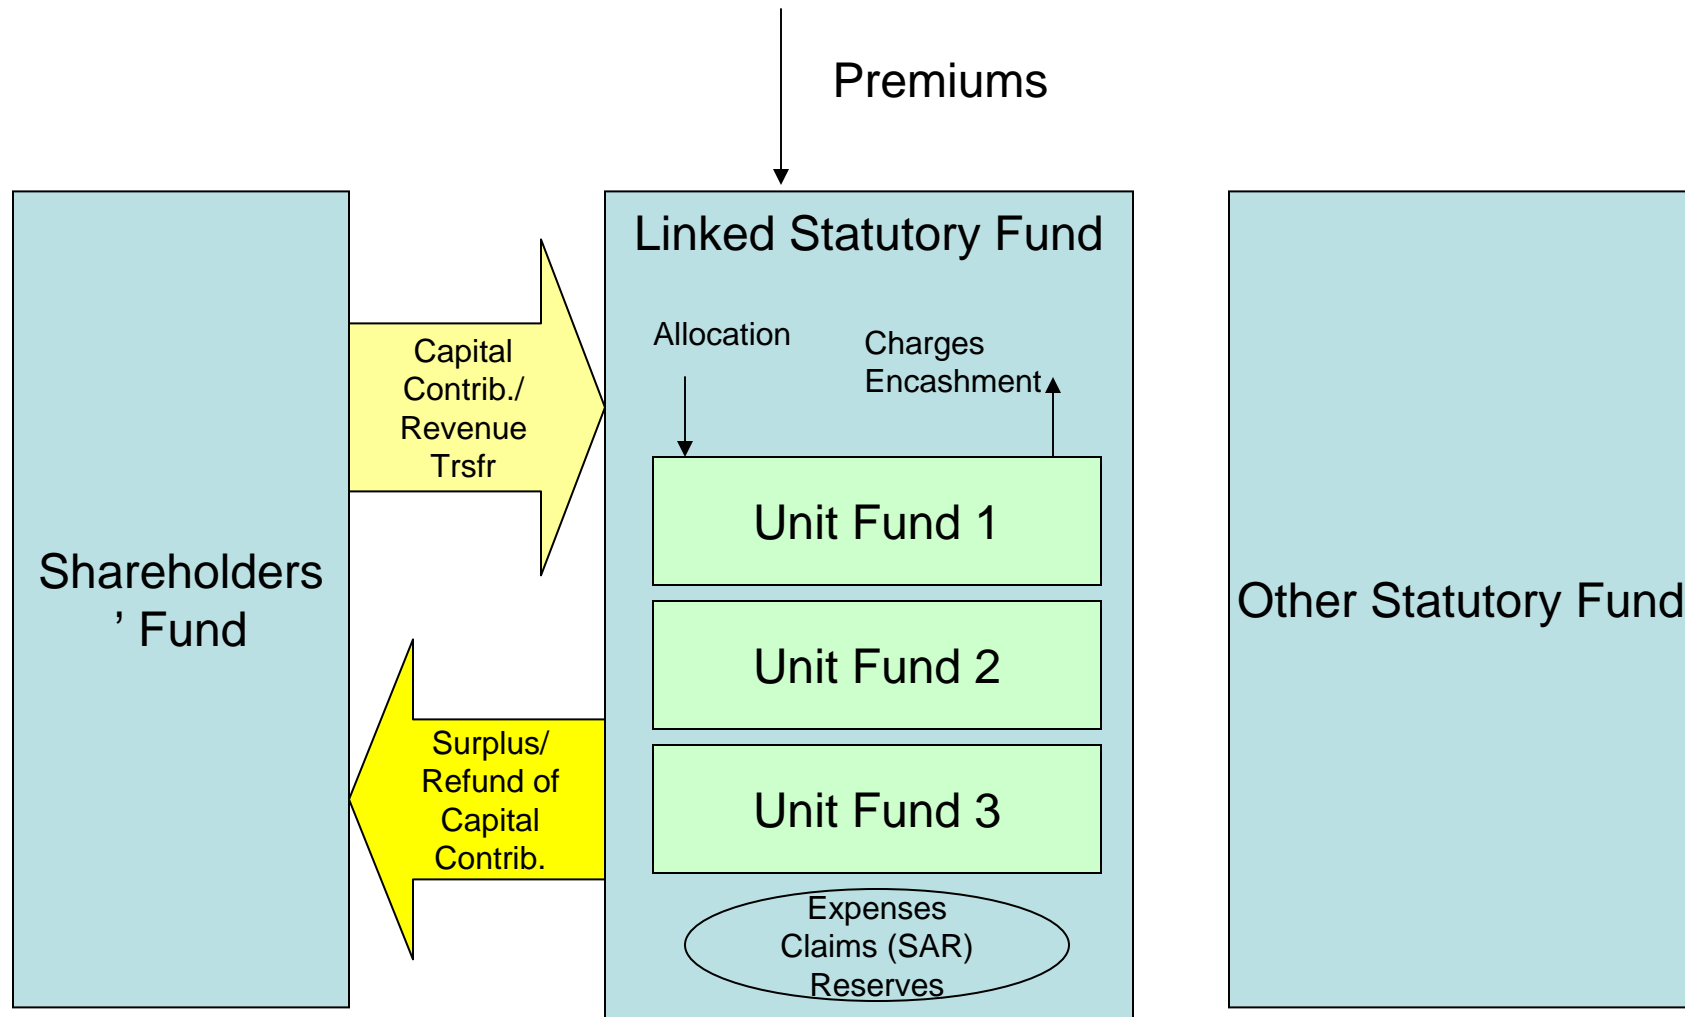 Premiums
Linked Statutory Fund
Allocation
Charges
Encashment
Capital
Contrib./
Revenue
Trsfr
Unit Fund 1
Shareholders
’ Fund
Other Statutory Fund
Unit Fund 2
Surplus/
Refund of
Capital
Contrib.
Unit Fund 3
Expenses
Claims (SAR)
Reserves